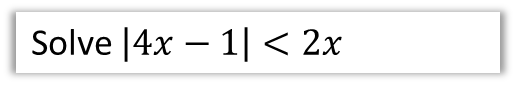 Solve |4x − 1| < 2x